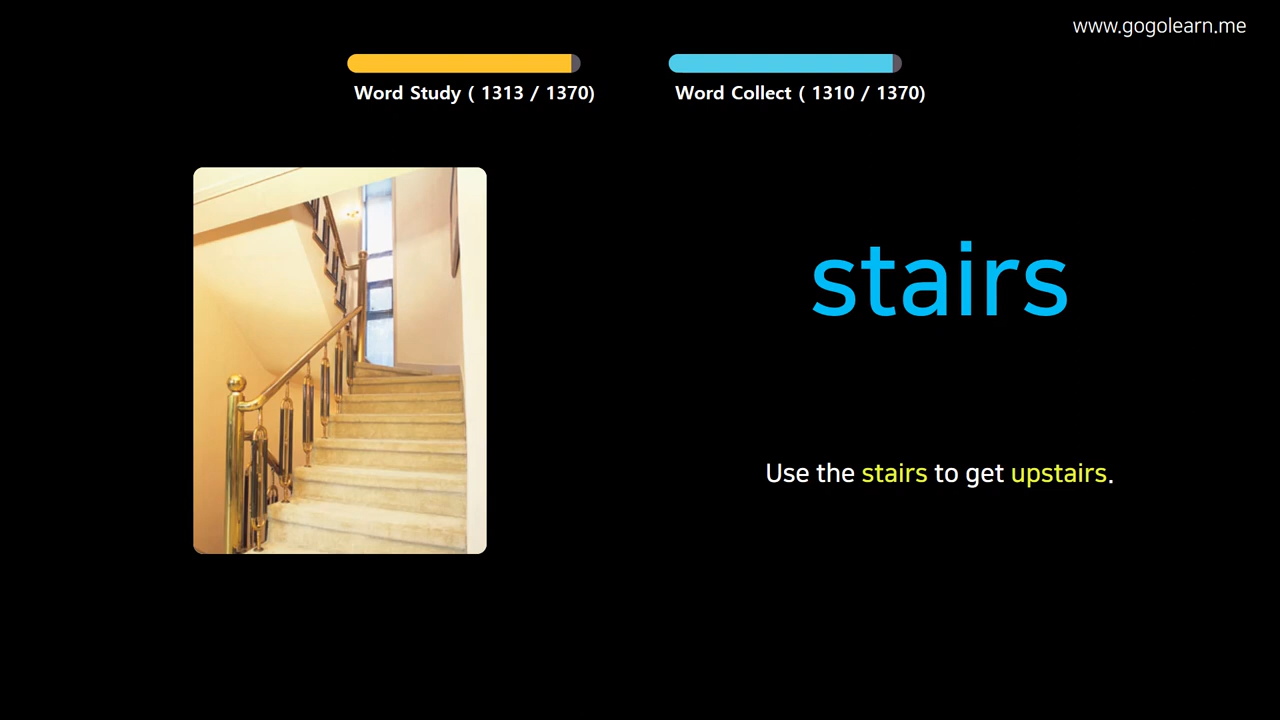 www.gogolearn.me
Word Study ( 1313 / 1370)
Word Collect ( 1310 / 1370)
stairs
Use the stairs to get upstairs.